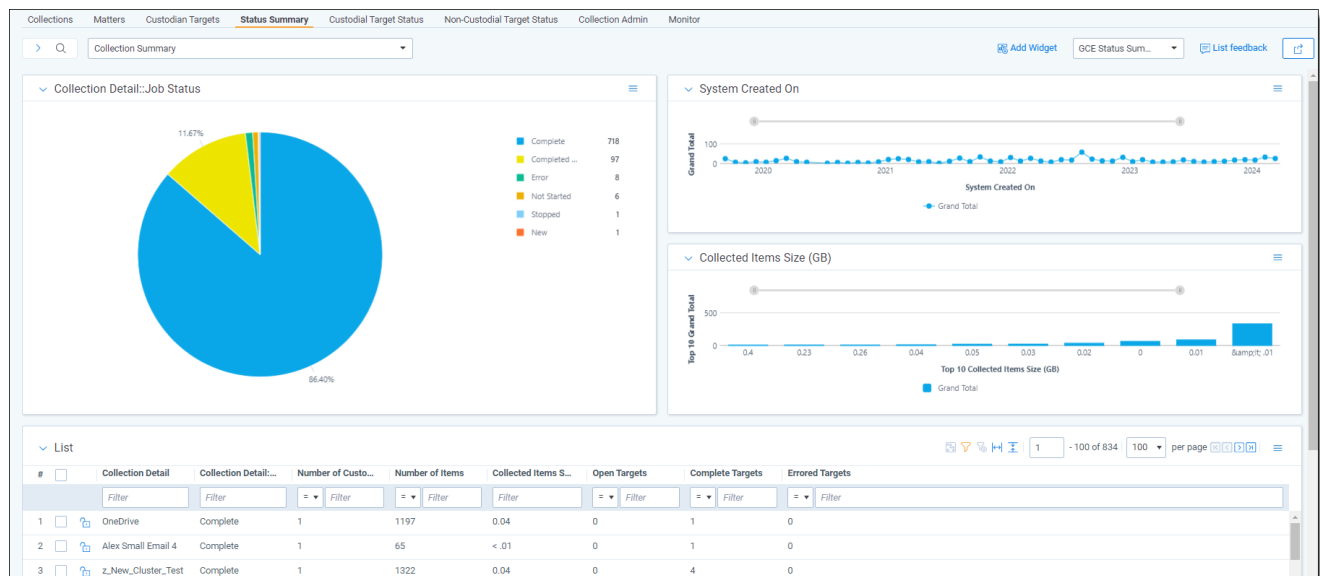 Collections Matters Custodian Targets Status Summary Custodial Target Status Non-Custodial Target Status Collection Admin Monitor
Collection Summary Add Widget GCE Status Sum... List feedback
Collection Detail::Job Status
11.67%
86.40%
Complete 718
Completed ... 97
Error 8
Not Started 6
Stopped 1
New 1
System Created On
Grand Total
100
0
2020 2021 2022 2023 2024
System Created On
Grand Total
Collected Items Size (GB)
Top 10 Grand Total
500
0
0.4 0.23 0.26 0.04 0.05 0.03 0.02 0 0.01 &amp;lt; .01
Top 10 Collected Items Size (GB)
Grand Total
List 1 - 100 of 834 100 per page
# Collection Detail Collection Detail:... Number of Custo... Number of Items Collected Items S... Open Targets Complete Targets Errored Targets
Filter Filter = Filter = Filter Filter = Filter = Filter = Filter
1 OneDrive Complete 1 1197 0.04 0 1 0
2 Alex Small Email 4 Complete 1 65 < .01 0 1 0
3 z_New_Cluster_Test Complete 1 1322 0.04 0 4 0